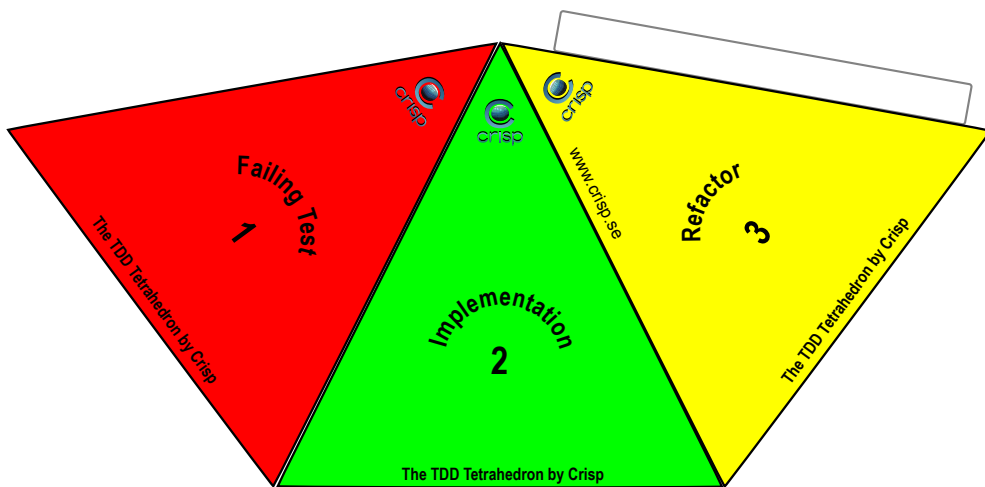 crisp
Failing Test
1
The TDD Tetrahedron by Crisp
crisp
Implementation
2
The TDD Tetrahedron by Crisp
crisp
www.crisp.se
Refactor
3
The TDD Tetrahedron by Crisp